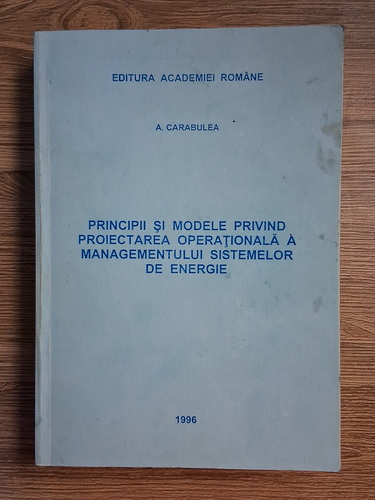 EDITURA ACADEMIEI ROMÂNE
A. CARABULEA
PRINCIPII ŞI MODELE PRIVIND
PROIECTAREA OPERAŢIONALĂ À
MANAGEMENTULUI SISTEMELOR
DE ENERGIE
1996